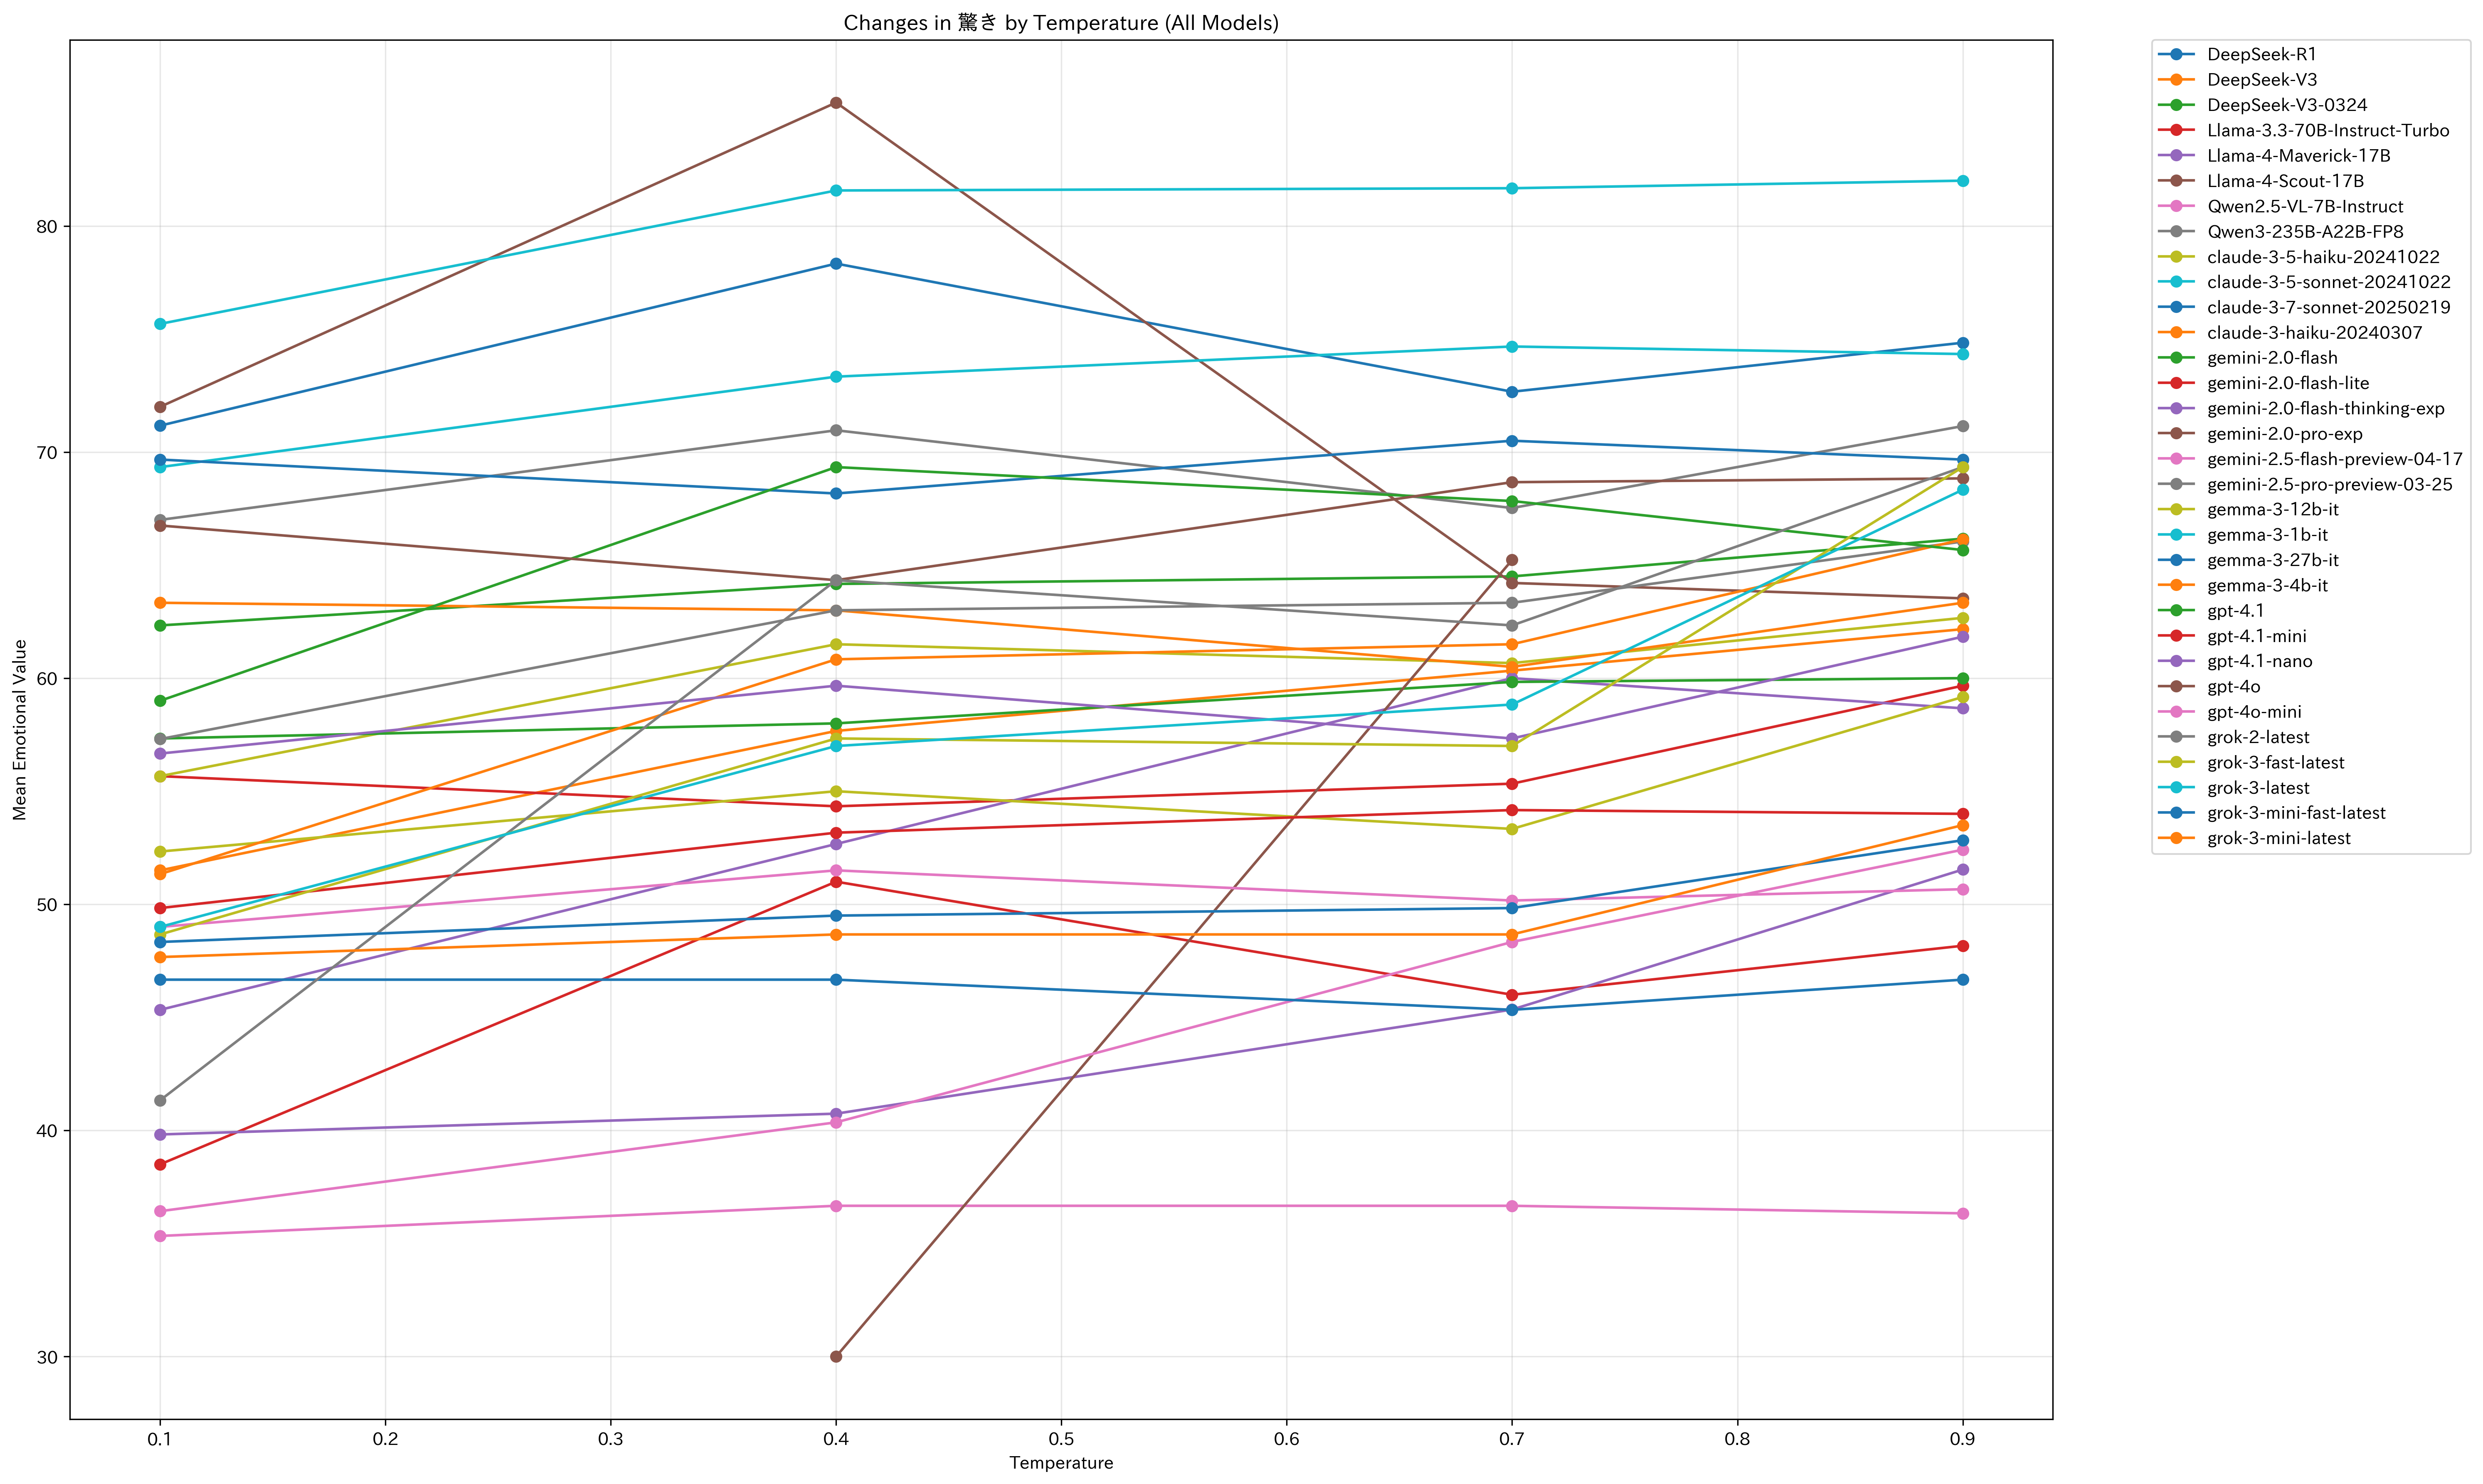 Changes in 驚き by Temperature (All Models)
Mean Emotional Value
80
70
60
50
40
30
0.1
0.2
0.3
0.4
0.5
0.6
0.7
0.8
0.9
Temperature
DeepSeek-R1
DeepSeek-V3
DeepSeek-V3-0324
Llama-3.3-70B-Instruct-Turbo
Llama-4-Maverick-17B
Llama-4-Scout-17B
Qwen2.5-VL-7B-Instruct
Qwen3-235B-A22B-FP8
claude-3-5-haiku-20241022
claude-3-5-sonnet-20241022
claude-3-7-sonnet-20250219
claude-3-haiku-20240307
gemini-2.0-flash
gemini-2.0-flash-lite
gemini-2.0-flash-thinking-exp
gemini-2.0-pro-exp
gemini-2.5-flash-preview-04-17
gemini-2.5-pro-preview-03-25
gemma-3-12b-it
gemma-3-1b-it
gemma-3-27b-it
gemma-3-4b-it
gpt-4.1
gpt-4.1-mini
gpt-4.1-nano
gpt-4o
gpt-4o-mini
grok-2-latest
grok-3-fast-latest
grok-3-latest
grok-3-mini-fast-latest
grok-3-mini-latest